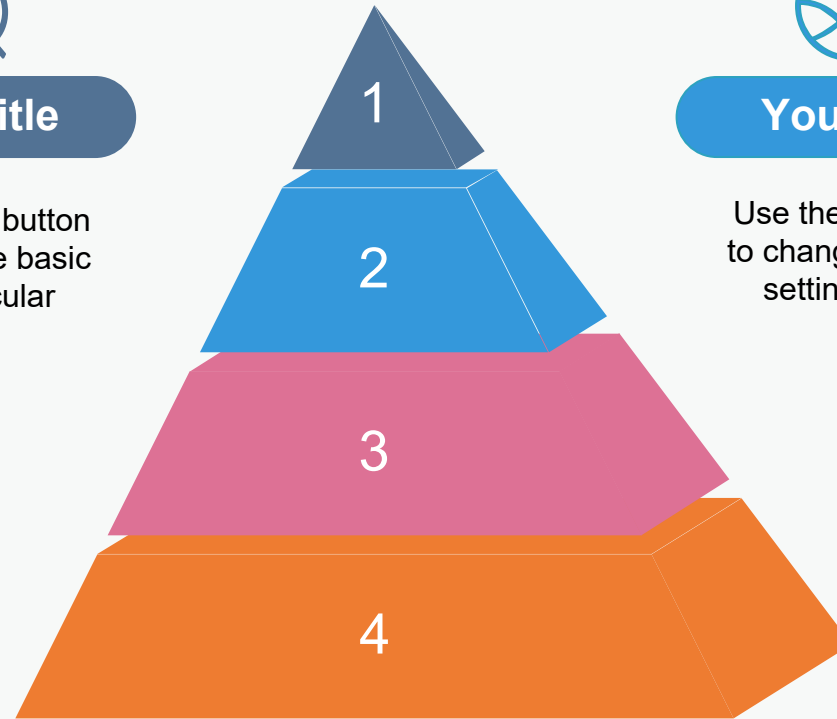 itle
button
e basic
cular
1
2
3
4
You
Use the
to chang
settin